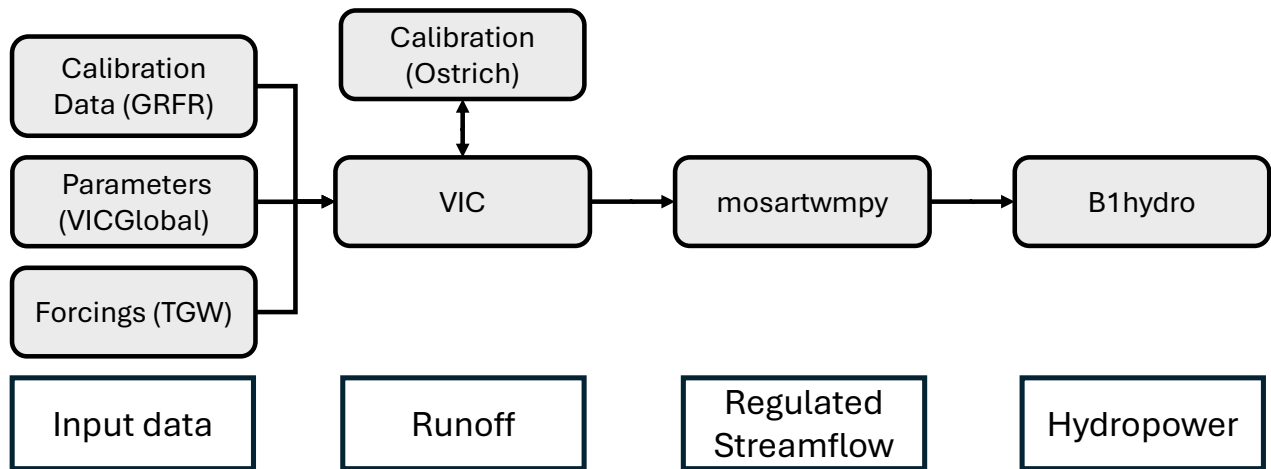 Calibration
Data (GRFR)
Parameters
(VICGlobal)
Forcings (TGW)
Calibration
(Ostrich)
VIC
mosartwmpy
B1hydro
Input data
Runoff
Regulated
Streamflow
Hydropower